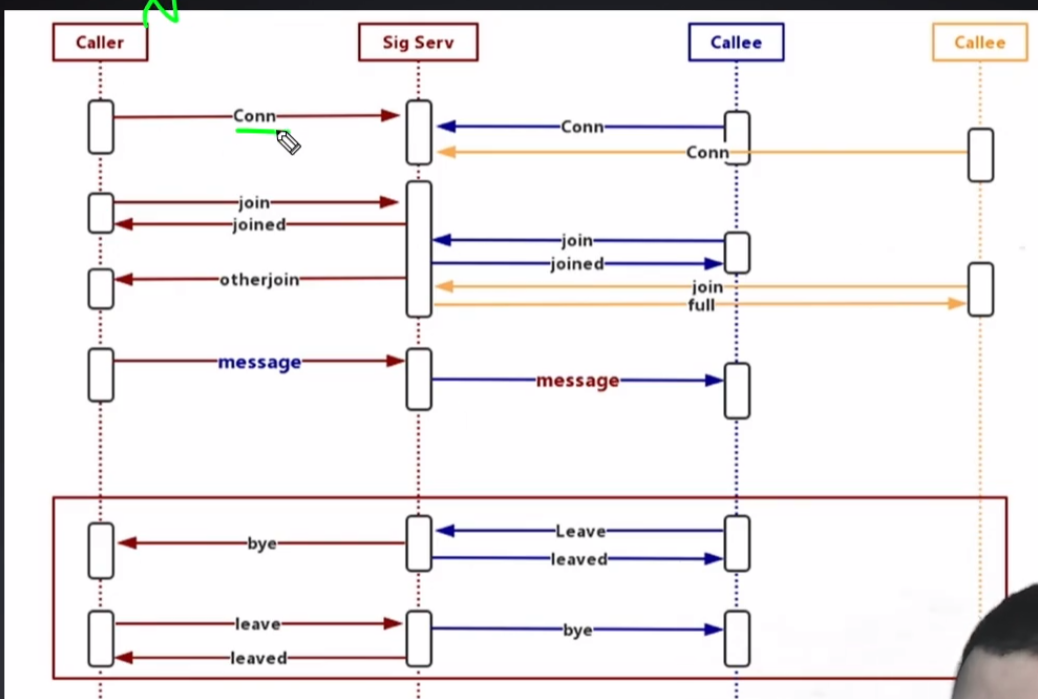 Caller
Sig Serv
Callee
Callee
Conn
Conn
Conn
join
joined
join
joined
otherjoin
join
full
message
message
Leave
bye
leaved
leave
bye
leaved